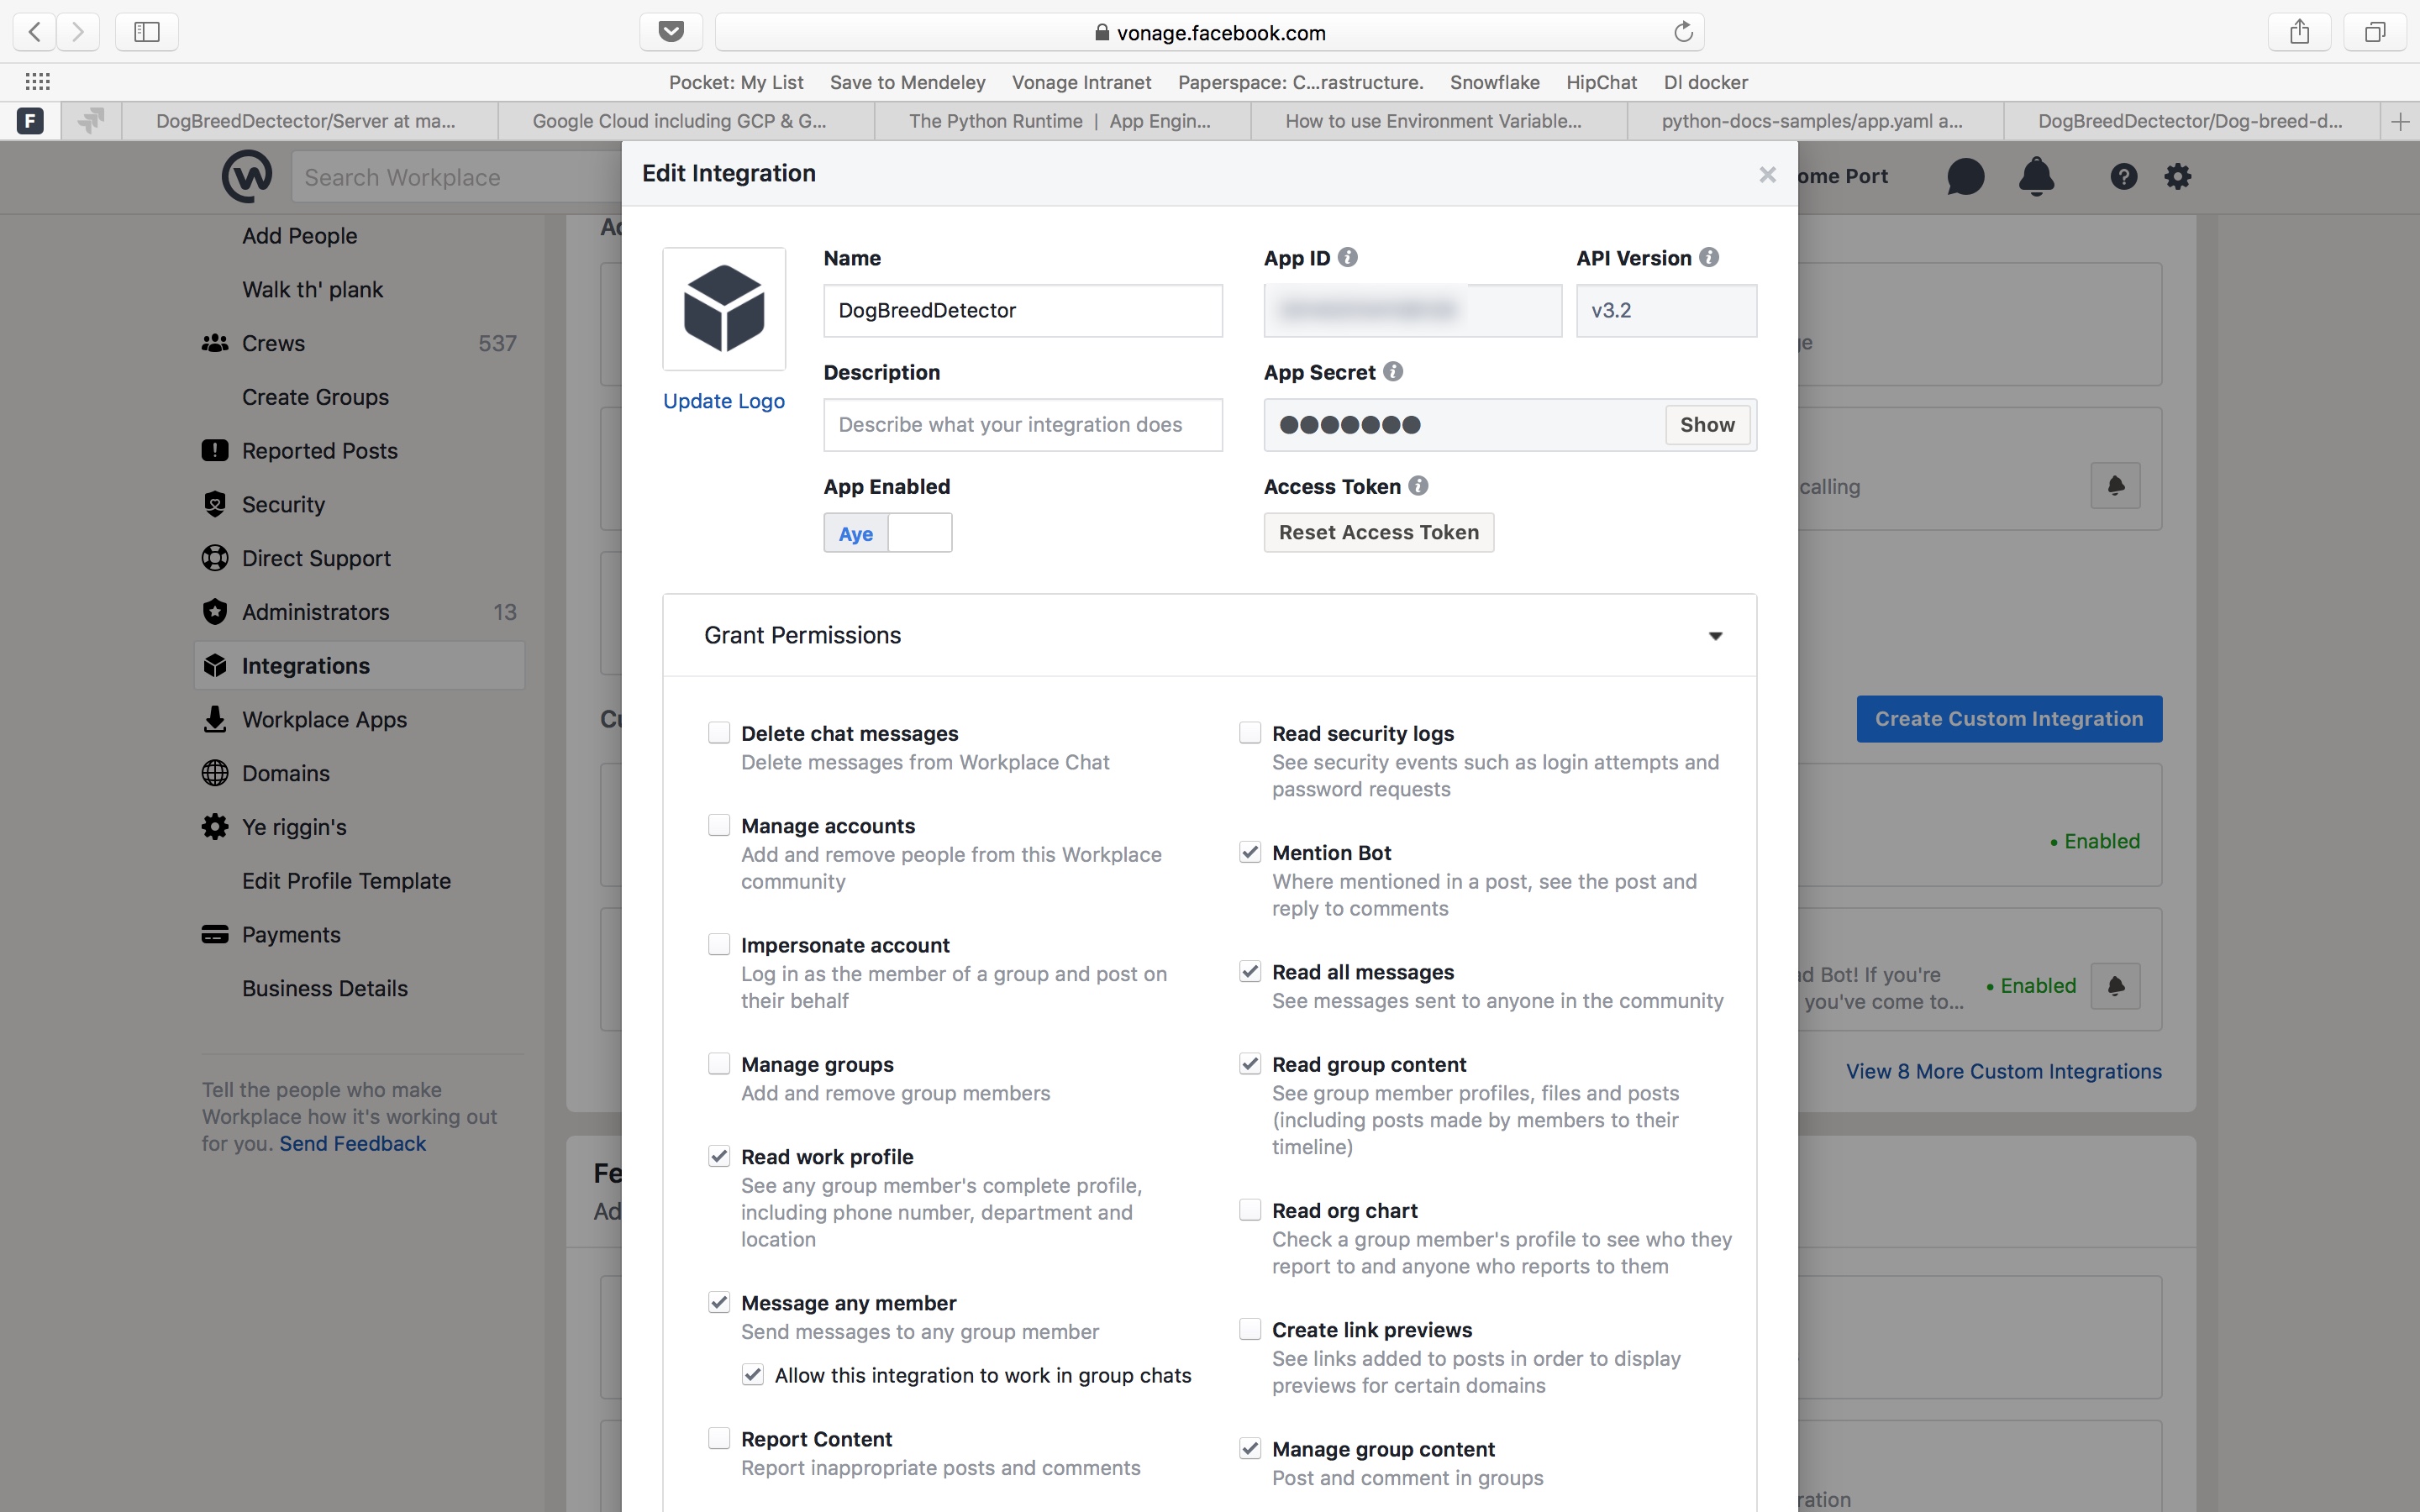 vonage.facebook.com
Pocket: My List Save to Mendeley Vonage Intranet Paperspace: C...rastructure. Snowflake HipChat DI docker
F DogBreedDectector/Server at ma... Google Cloud including GCP & G... The Python Runtime | App Engin... How to use Environment Variable... python-docs-samples/app.yaml a... DogBreedDectector/Dog-breed-d...
Search Workplace
ome Port
Add People
Walk th' plank
Crews 537
Create Groups
Reported Posts
Security
Direct Support
Administrators 13
Integrations
Workplace Apps
Domains
Ye riggin's
Edit Profile Template
Payments
Business Details
Tell the people who make
Workplace how it's working out
for you. Send Feedback
Edit Integration
Update Logo
Name
DogBreedDetector
App ID
API Version
v3.2
Description
Describe what your integration does
App Secret
Show
App Enabled
Aye
Access Token
Reset Access Token
Grant Permissions
Delete chat messages
Delete messages from Workplace Chat
Manage accounts
Add and remove people from this Workplace
community
Impersonate account
Log in as the member of a group and post on
their behalf
Manage groups
Add and remove group members
Read work profile
See any group member's complete profile,
including phone number, department and
location
Message any member
Send messages to any group member
Allow this integration to work in group chats
Report Content
Report inappropriate posts and comments
Read security logs
See security events such as login attempts and
password requests
Mention Bot
Where mentioned in a post, see the post and
reply to comments
Read all messages
See messages sent to anyone in the community
Read group content
See group member profiles, files and posts
(including posts made by members to their
timeline)
Read org chart
Check a group member's profile to see who they
report to and anyone who reports to them
Create link previews
See links added to posts in order to display
previews for certain domains
Manage group content
Post and comment in groups
calling
Create Custom Integration
Enabled
d Bot! If you're
you've come to...
Enabled
View 8 More Custom Integrations
Fe
Ad
ration